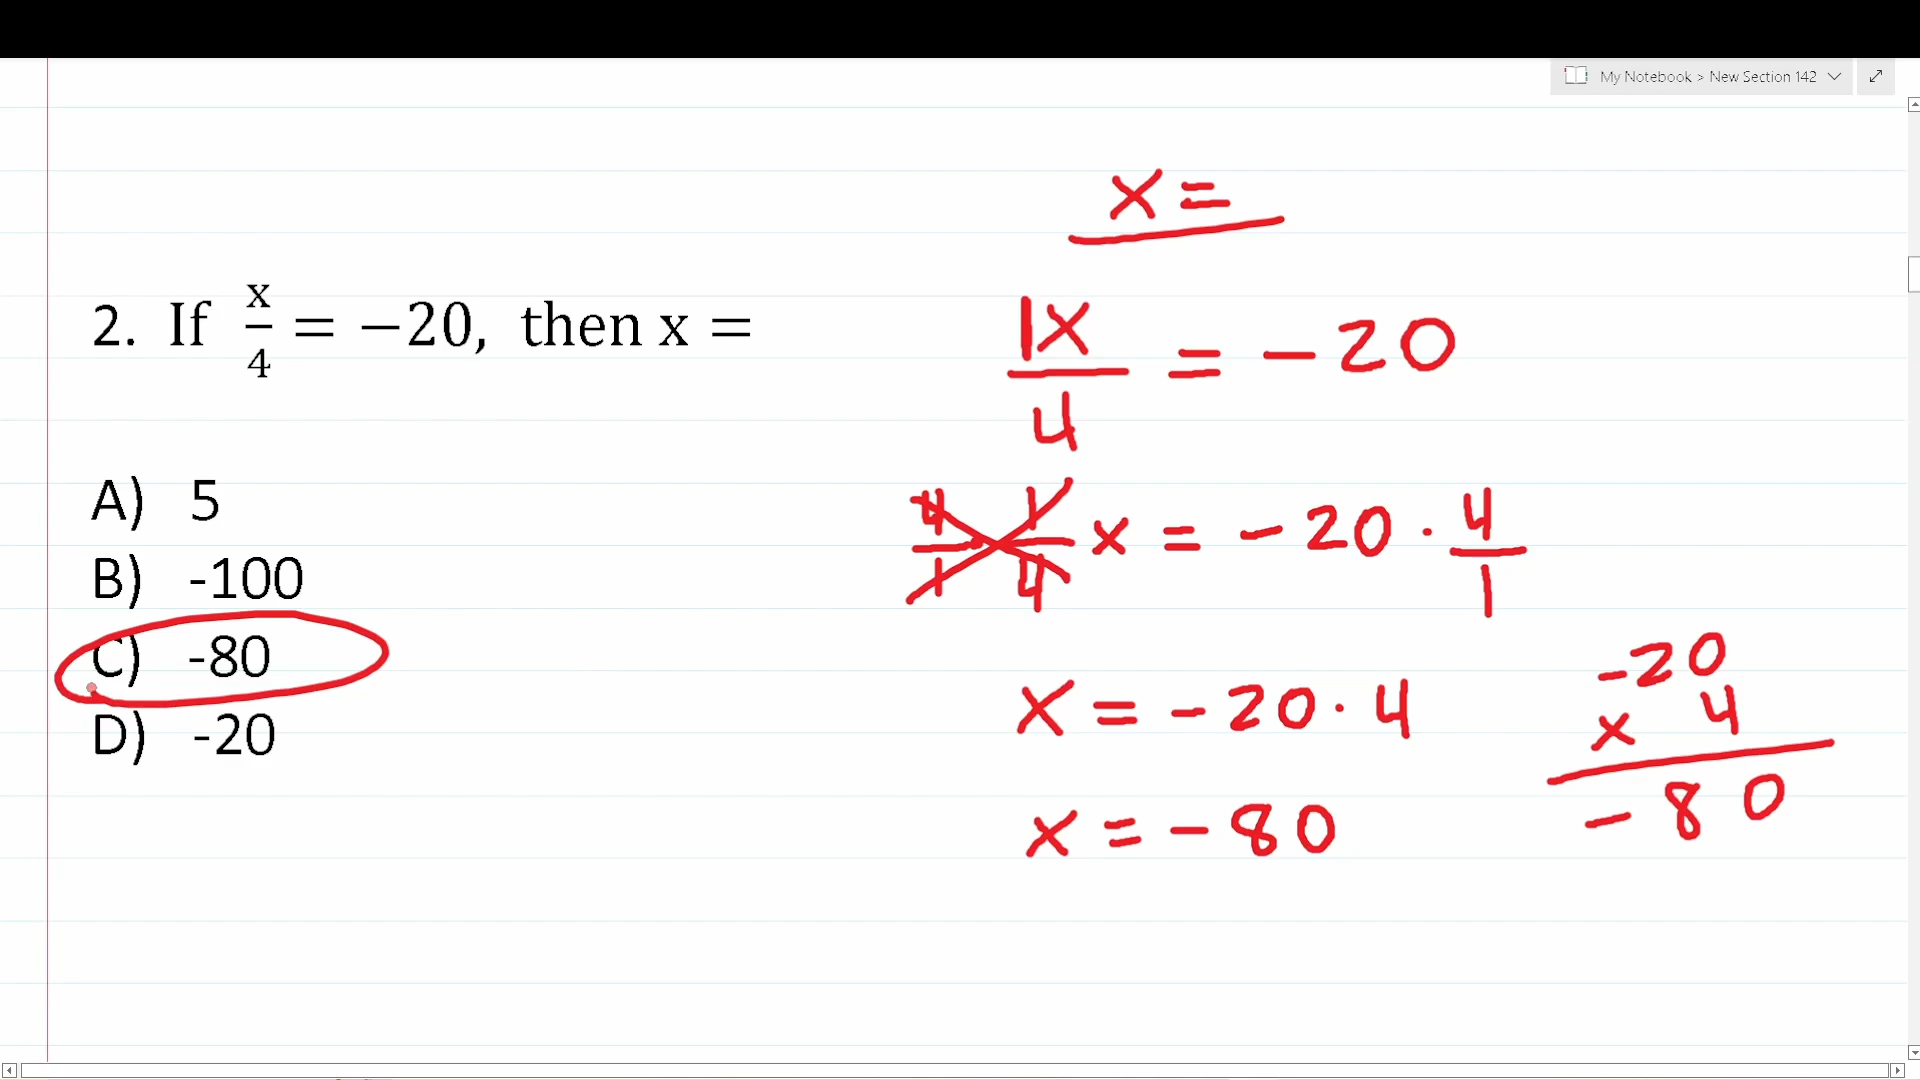 My Notebook > New Section 142
x =
2. If x/4 = −20, then x =
1x/4 = -20
A) 5
B) -100
C) -80
D) -20
4/1 1/4 x = -20 · 4/1
x = -20 · 4
x = -80
-20
x 4
-80